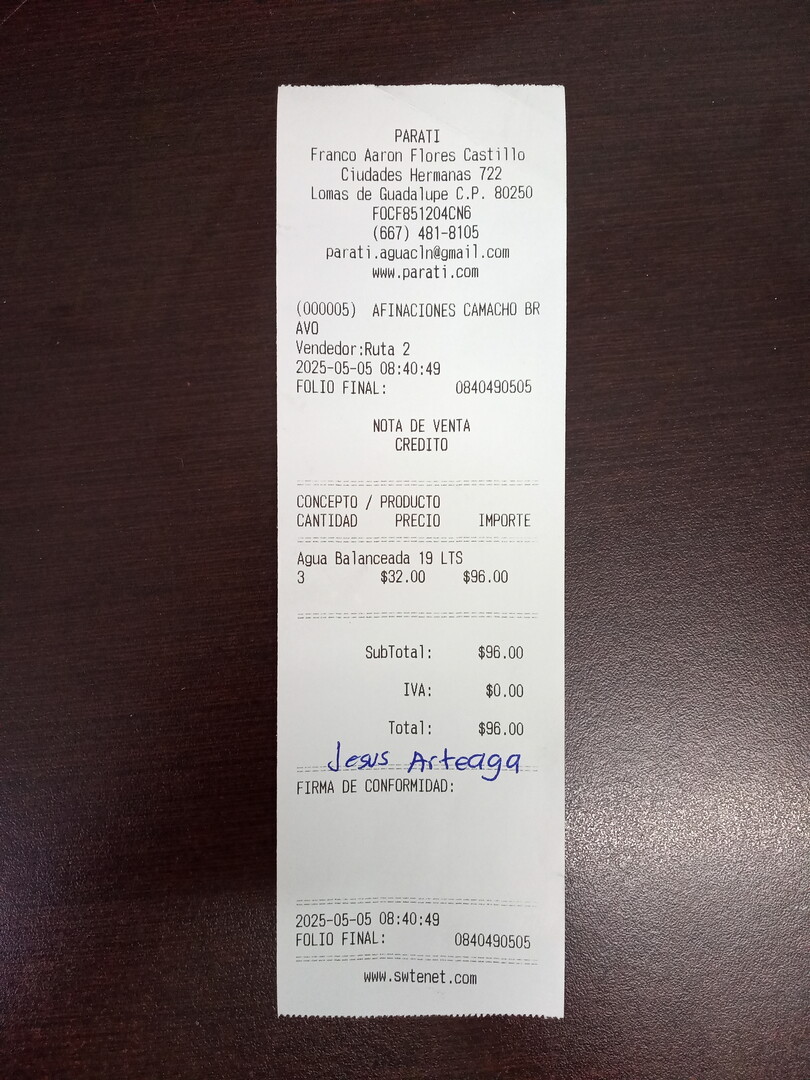 PARATI
Franco Aaron Flores Castillo
Ciudades Hermanas 722
Lomas de Guadalupe C.P. 80250
FOCF851204CN6
(667) 481-8105
parati.aguacln@gmail.com
www.parati.com
(000005) AFINACIONES CAMACHO BR
AVO
Vendedor:Ruta 2
2025-05-05 08:40:49
FOLIO FINAL: 0840490505
NOTA DE VENTA
CREDITO
CONCEPTO / PRODUCTO
CANTIDAD PRECIO IMPORTE
Agua Balanceada 19 LTS
3 $32.00 $96.00
SubTotal: $96.00
IVA: $0.00
Total: $96.00
Jesus Arteaga
FIRMA DE CONFORMIDAD:
2025-05-05 08:40:49
FOLIO FINAL: 0840490505
www.swtenet.com